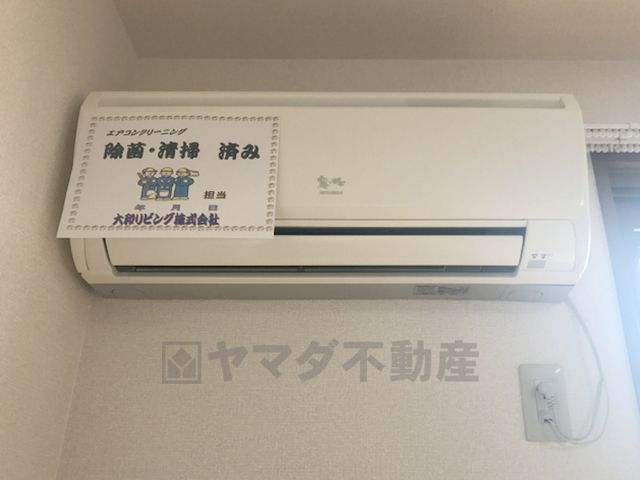 エアコンクリーニング
除菌・清掃 済み
担当
年 月 日
大和リビング株式会社
ヤマダ不動産